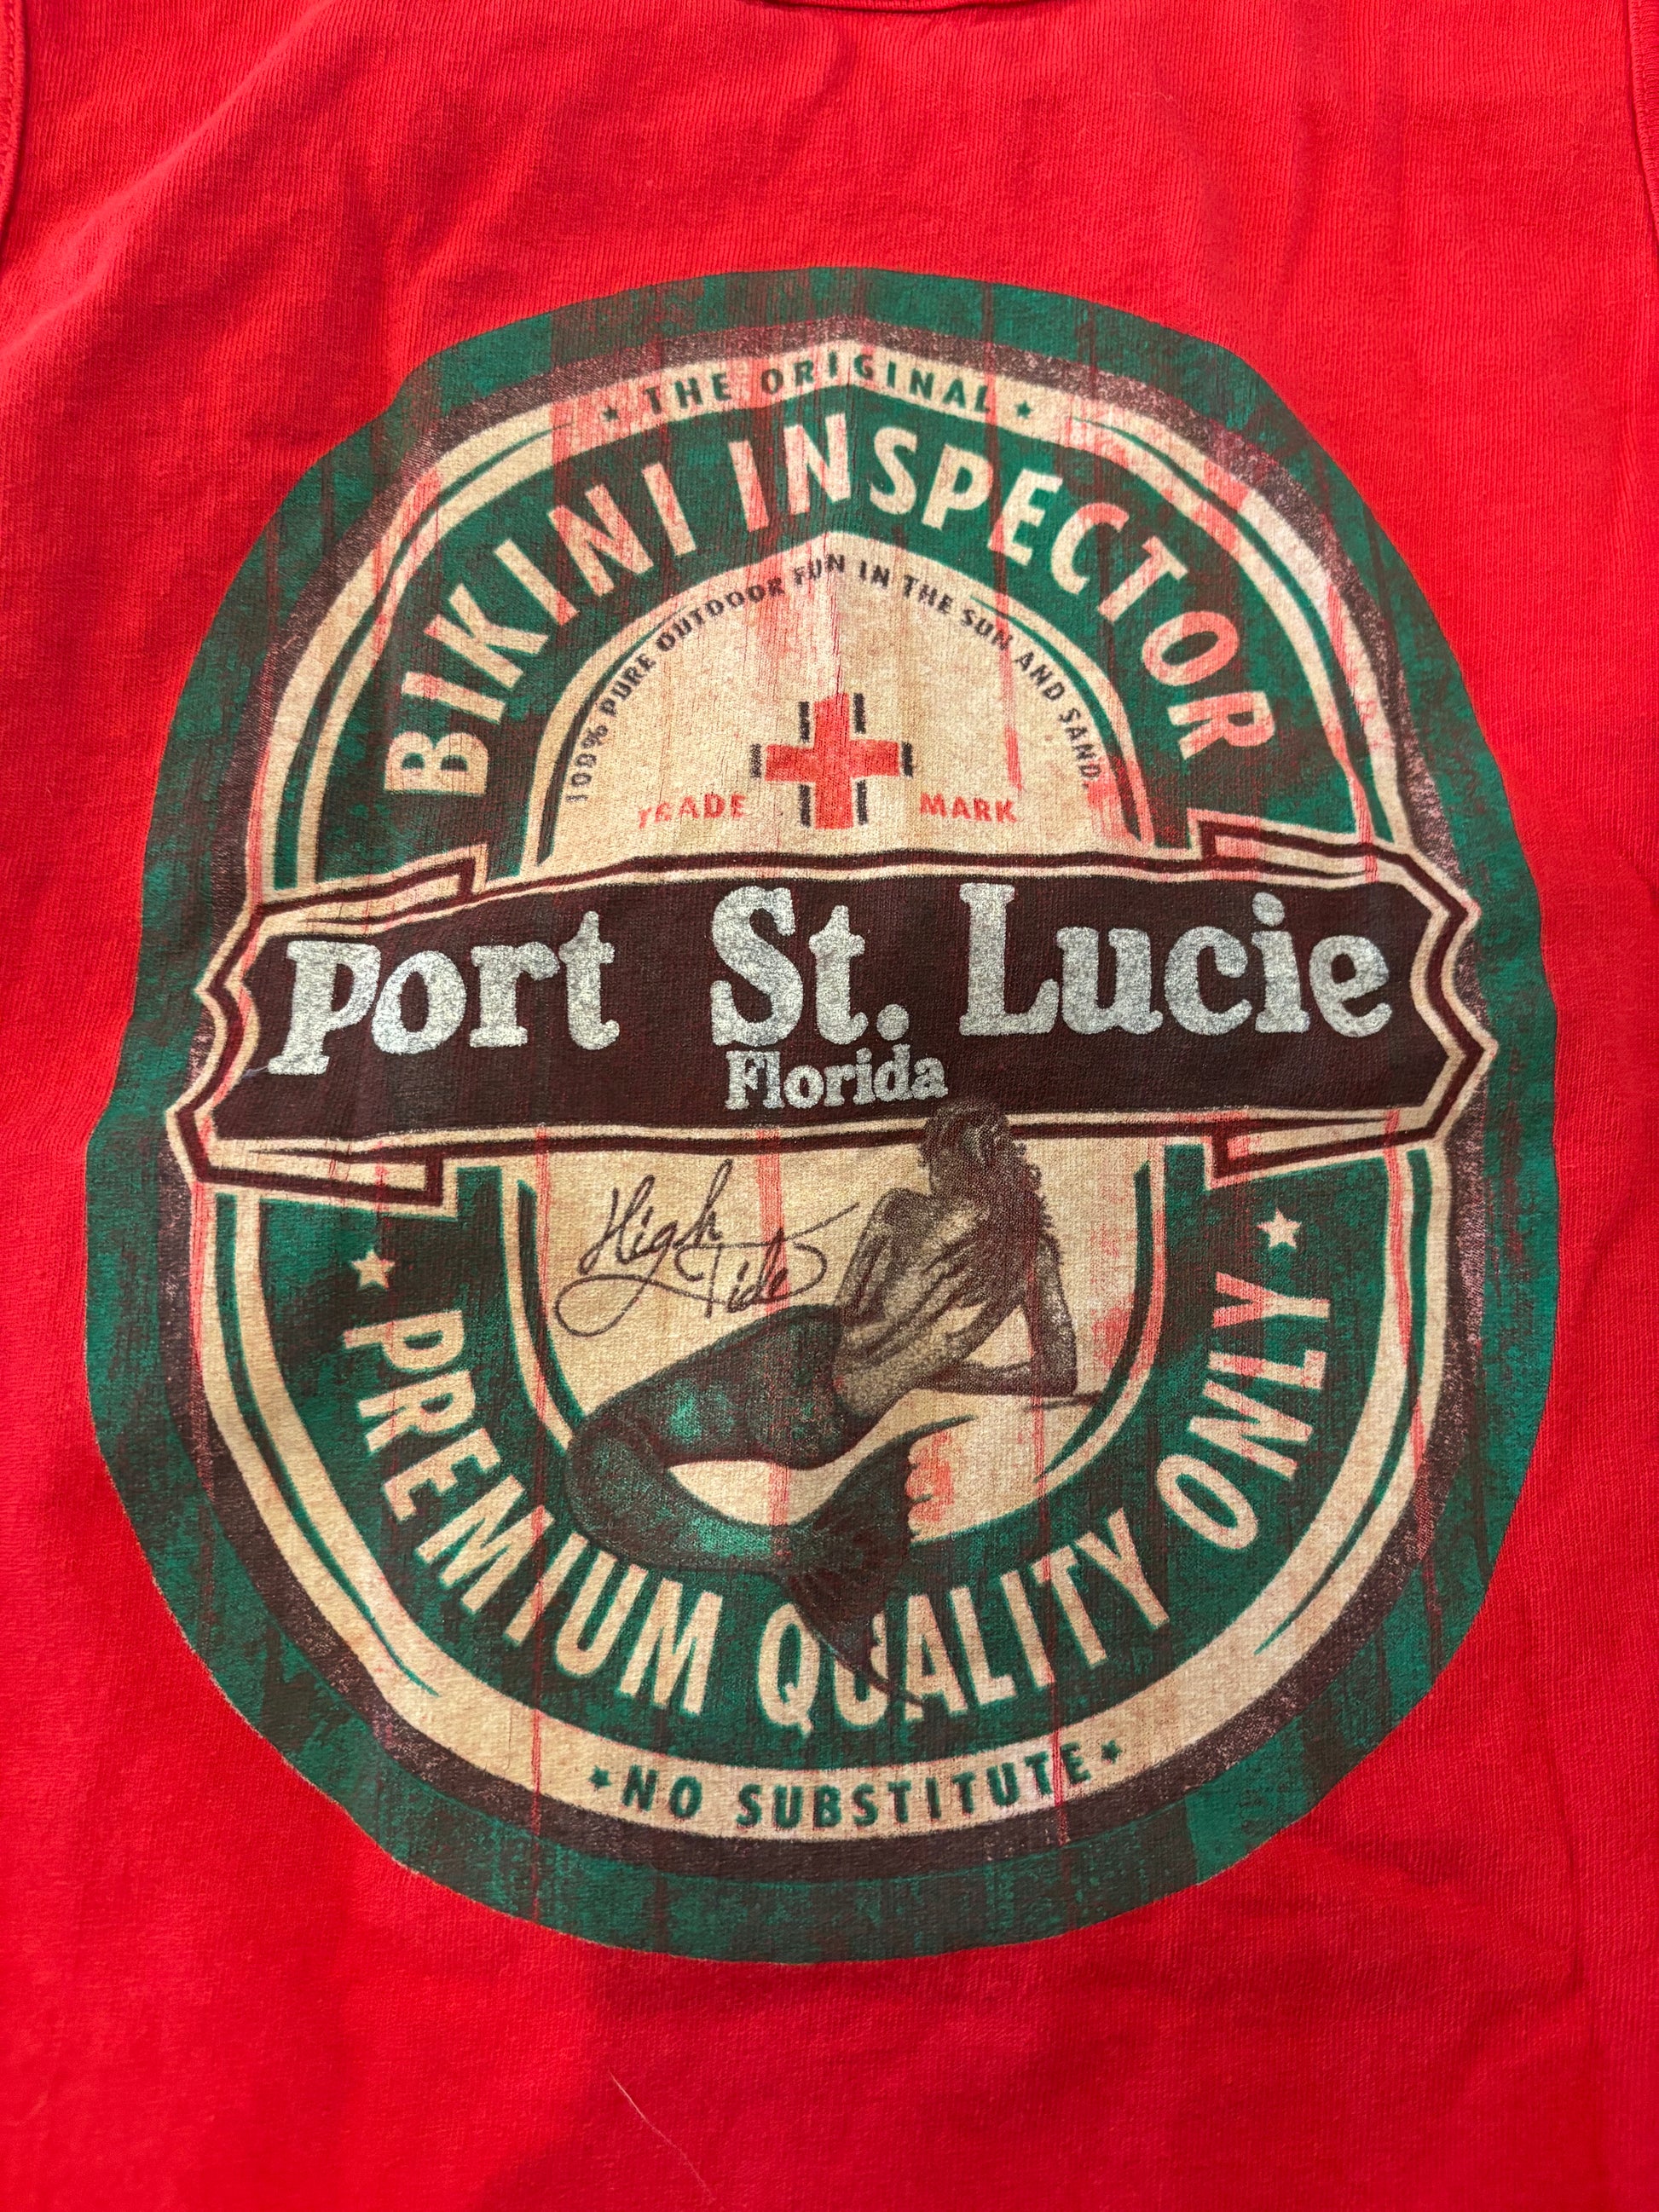 ★ THE ORIGINAL ★
BIKINI INSPECTOR
100% PURE OUTDOOR FUN IN THE SUN AND SAND.
TRADE MARK
Port St. Lucie
Florida
High
Tide
★ PREMIUM QUALITY ONLY ★
★ NO SUBSTITUTE ★